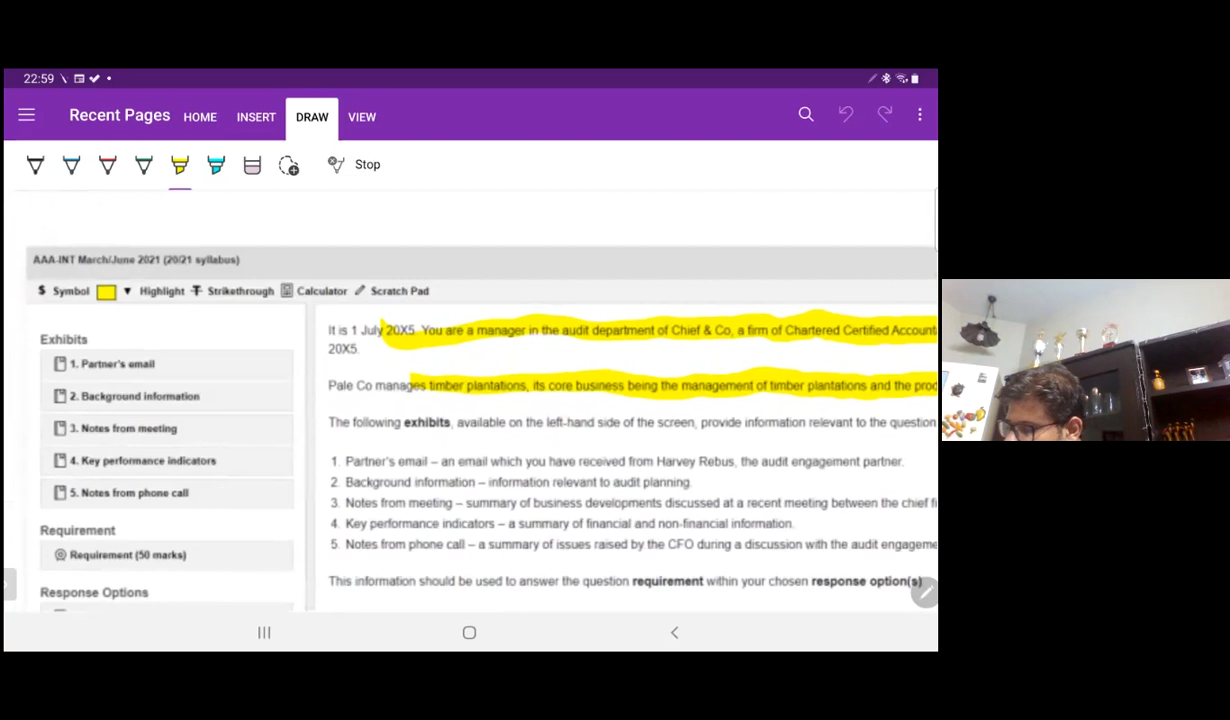 22:59
Recent Pages HOME INSERT DRAW VIEW
Stop
AAA-INT March/June 2021 (20/21 syllabus)
$ Symbol Highlight T Strikethrough Calculator Scratch Pad
Exhibits
1. Partner's email
2. Background information
3. Notes from meeting
4. Key performance indicators
5. Notes from phone call
Requirement
Requirement (50 marks)
Response Options
It is 1 July 20X5. You are a manager in the audit department of Chief & Co, a firm of Chartered Certified Account
20X5.
Pale Co manages timber plantations, its core business being the management of timber plantations and the proc
The following exhibits, available on the left-hand side of the screen, provide information relevant to the question
1. Partner's email – an email which you have received from Harvey Rebus, the audit engagement partner.
2. Background information – information relevant to audit planning.
3. Notes from meeting – summary of business developments discussed at a recent meeting between the chief fi
4. Key performance indicators – a summary of financial and non-financial information.
5. Notes from phone call – a summary of issues raised by the CFO during a discussion with the audit engageme
This information should be used to answer the question requirement within your chosen response option(s)